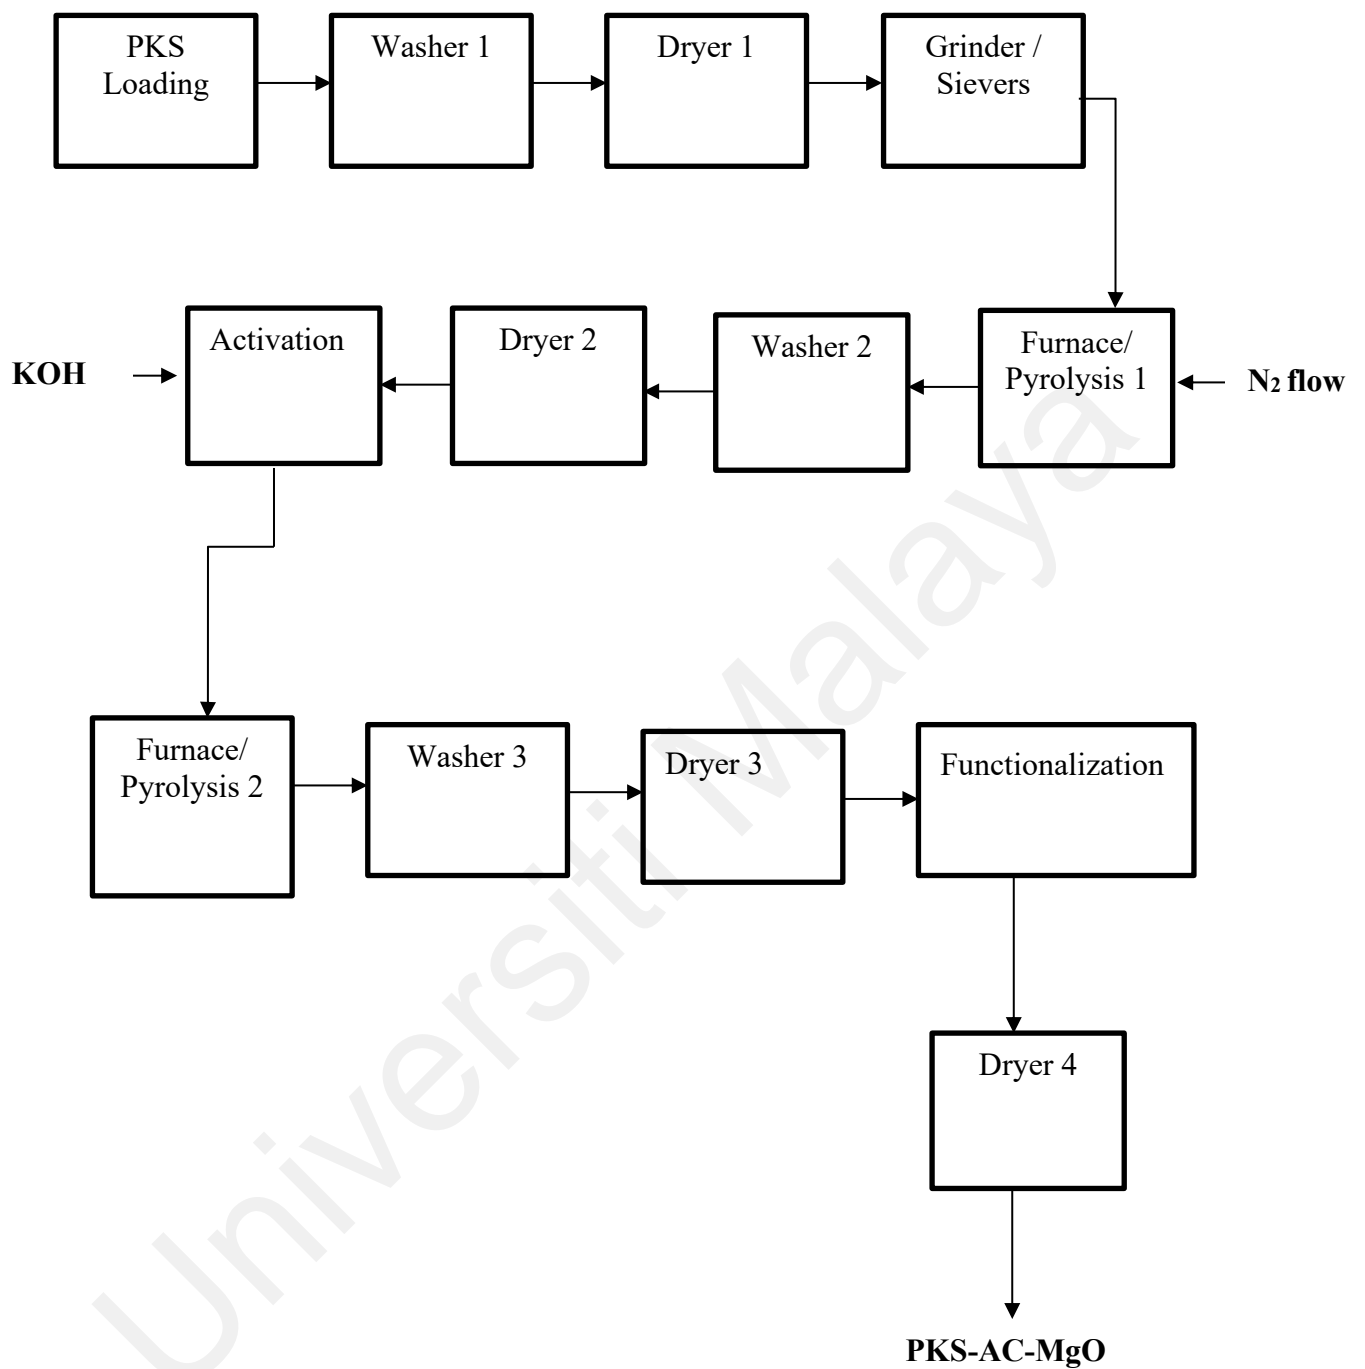 PKS
Loading
Washer 1
Dryer 1
Grinder /
Sievers
KOH
Activation
Dryer 2
Washer 2
Furnace/
Pyrolysis 1
N₂ flow
Furnace/
Pyrolysis 2
Washer 3
Dryer 3
Functionalization
Dryer 4
PKS-AC-MgO
Universiti Malaya